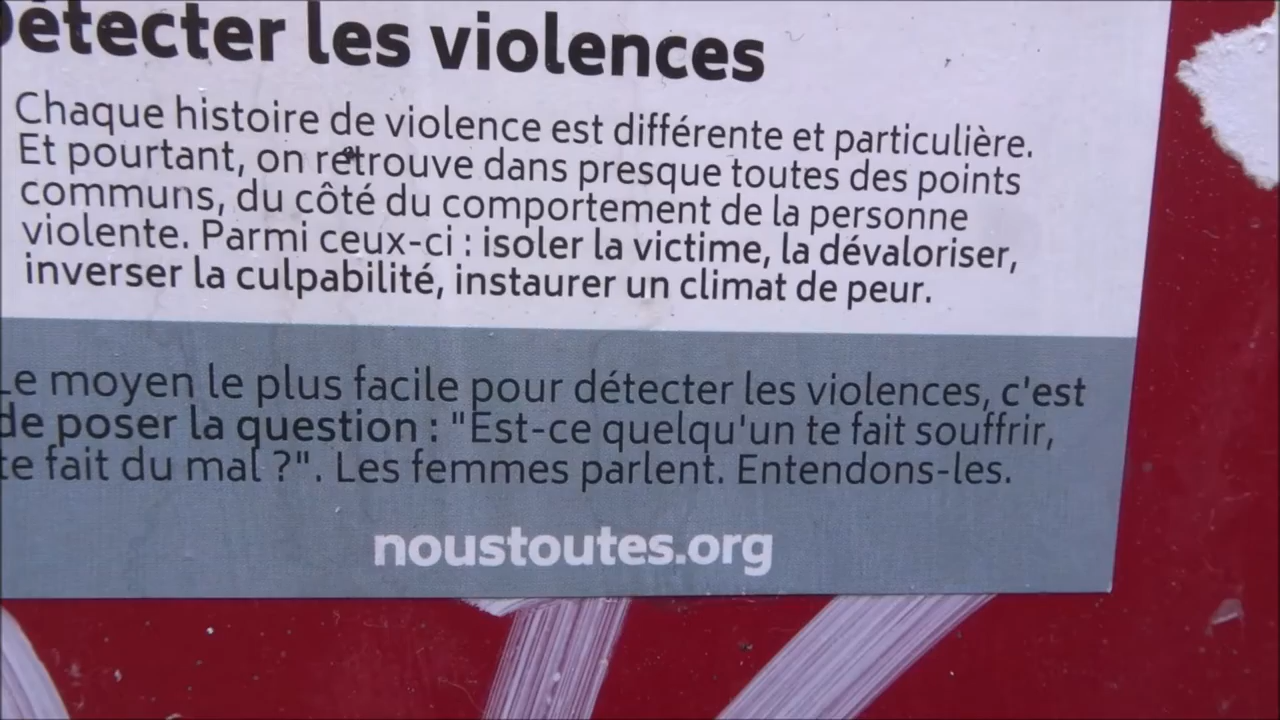 Détecter les violences
Chaque histoire de violence est différente et particulière.
Et pourtant, on retrouve dans presque toutes des points
communs, du côté du comportement de la personne
violente. Parmi ceux-ci : isoler la victime, la dévaloriser,
inverser la culpabilité, instaurer un climat de peur.
Le moyen le plus facile pour détecter les violences, c'est
de poser la question : "Est-ce quelqu'un te fait souffrir,
te fait du mal ?". Les femmes parlent. Entendons-les.
noustoutes.org